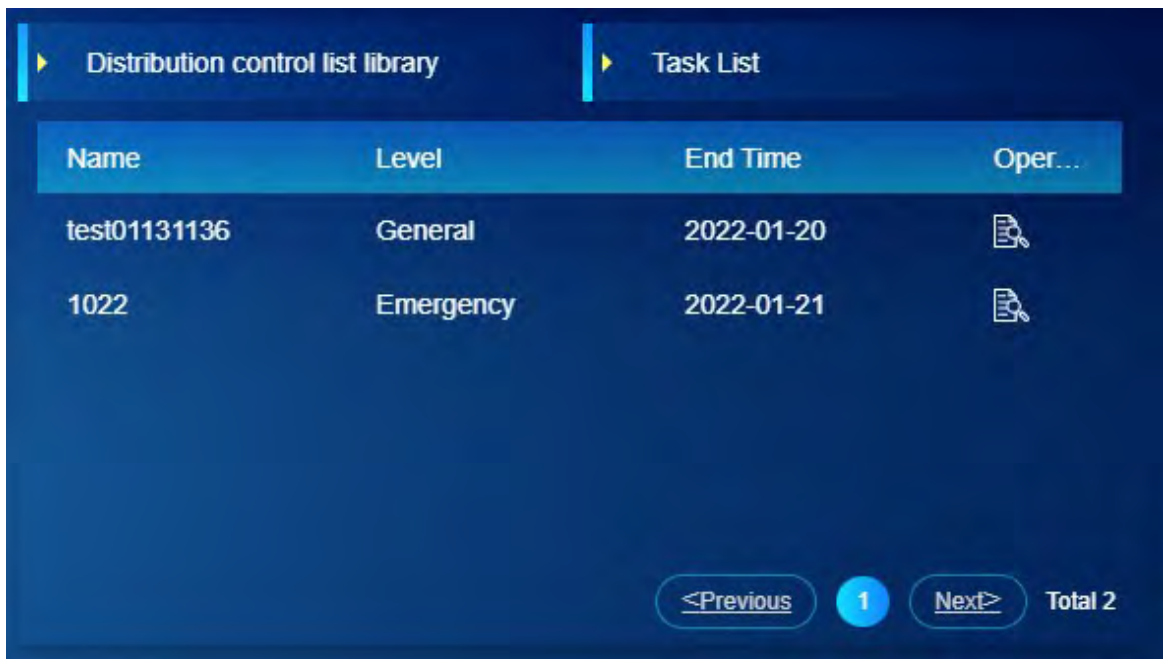 Distribution control list library Task List
Name Level End Time Oper...
test01131136 General 2022-01-20
1022 Emergency 2022-01-21
<Previous 1 Next> Total 2